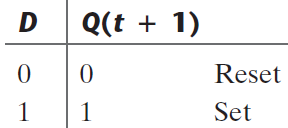 D Q(t + 1)
0 0 Reset
1 1 Set